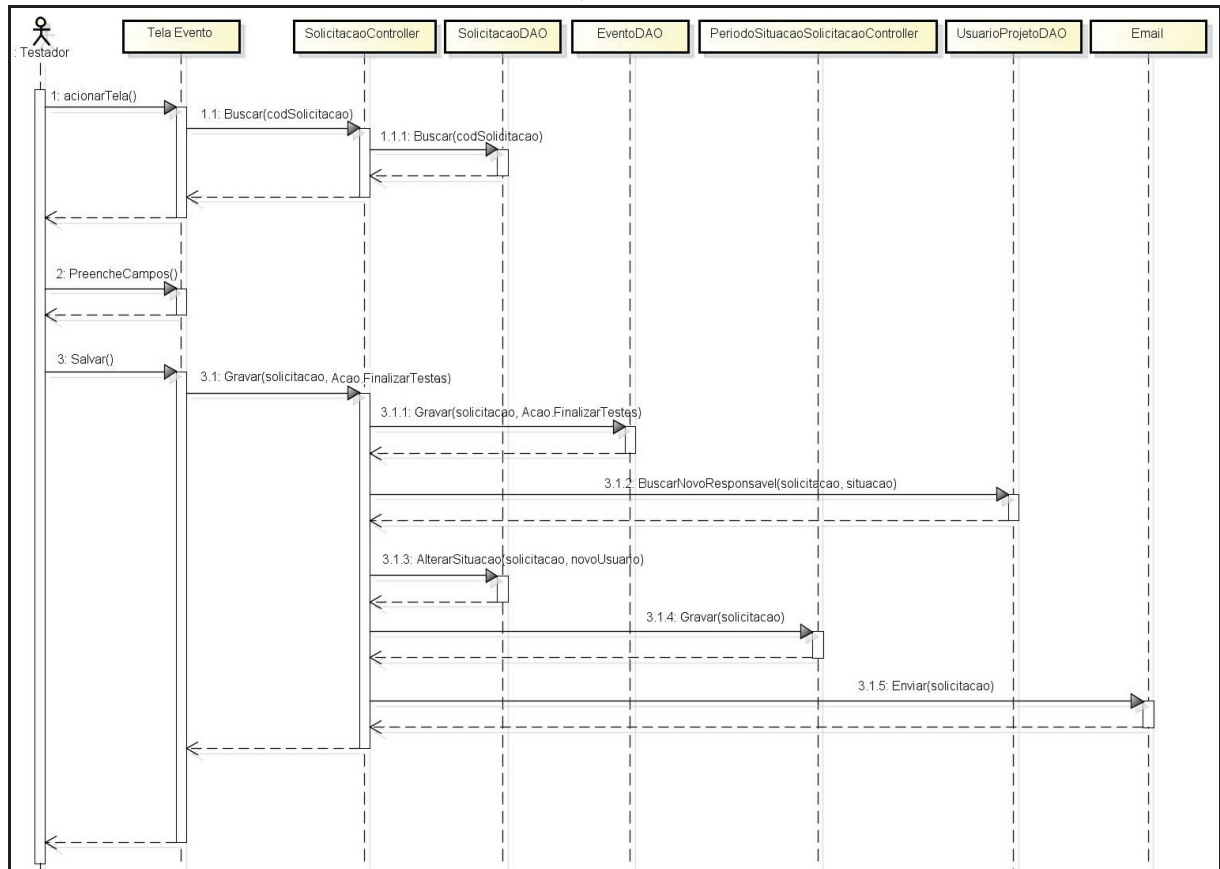 : Testador
Tela Evento
SolicitacaoController
SolicitacaoDAO
EventoDAO
PeriodoSituacaoSolicitacaoController
UsuarioProjetoDAO
Email
1: acionarTela()
1.1: Buscar(codSolicitacao)
1.1.1: Buscar(codSolicitacao)
2: PreencheCampos()
3: Salvar()
3.1: Gravar(solicitacao, Acao.FinalizarTestes)
3.1.1: Gravar(solicitacao, Acao.FinalizarTestes)
3.1.2: BuscarNovoResponsavel(solicitacao, situacao)
3.1.3: AlterarSituacao(solicitacao, novoUsuario)
3.1.4: Gravar(solicitacao)
3.1.5: Enviar(solicitacao)